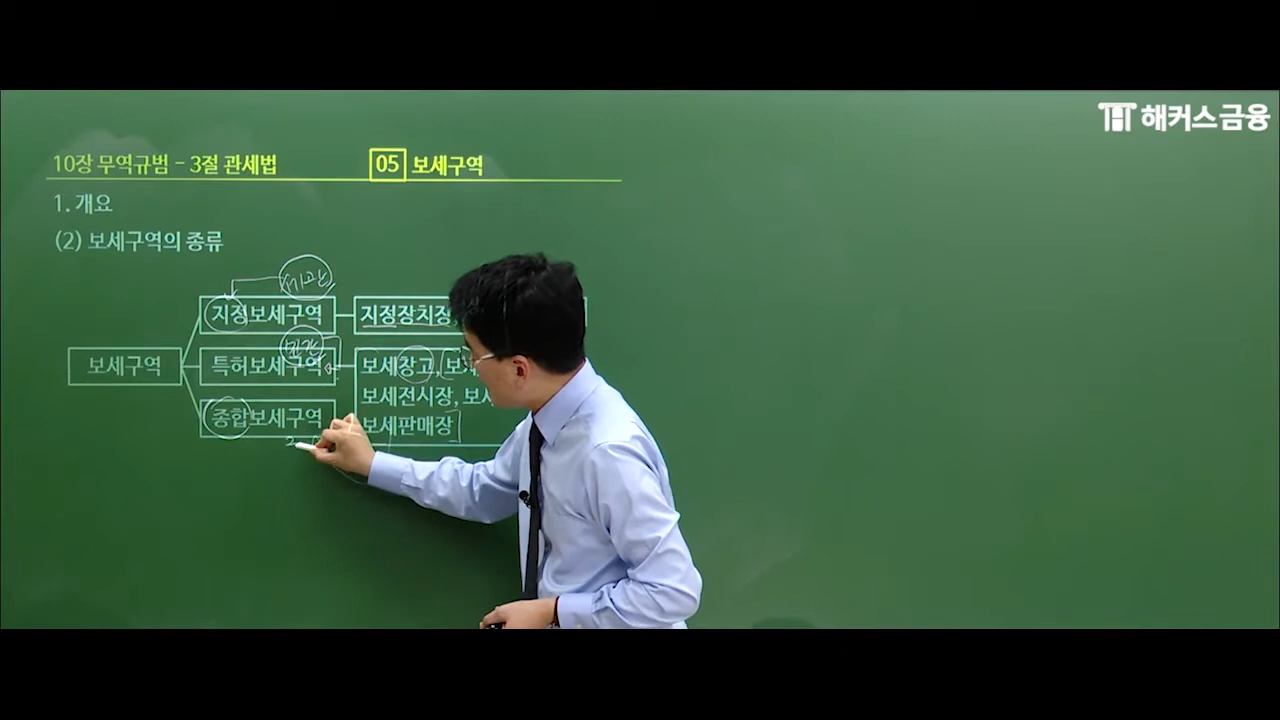 해커스금융
10장 무역규범 - 3절 관세법
05 보세구역
1. 개요
(2) 보세구역의 종류
지정보세구역
지정장치장
민간
보세구역
특허보세구역
보세창고,
보세전시장,
보세판매장
종합보세구역